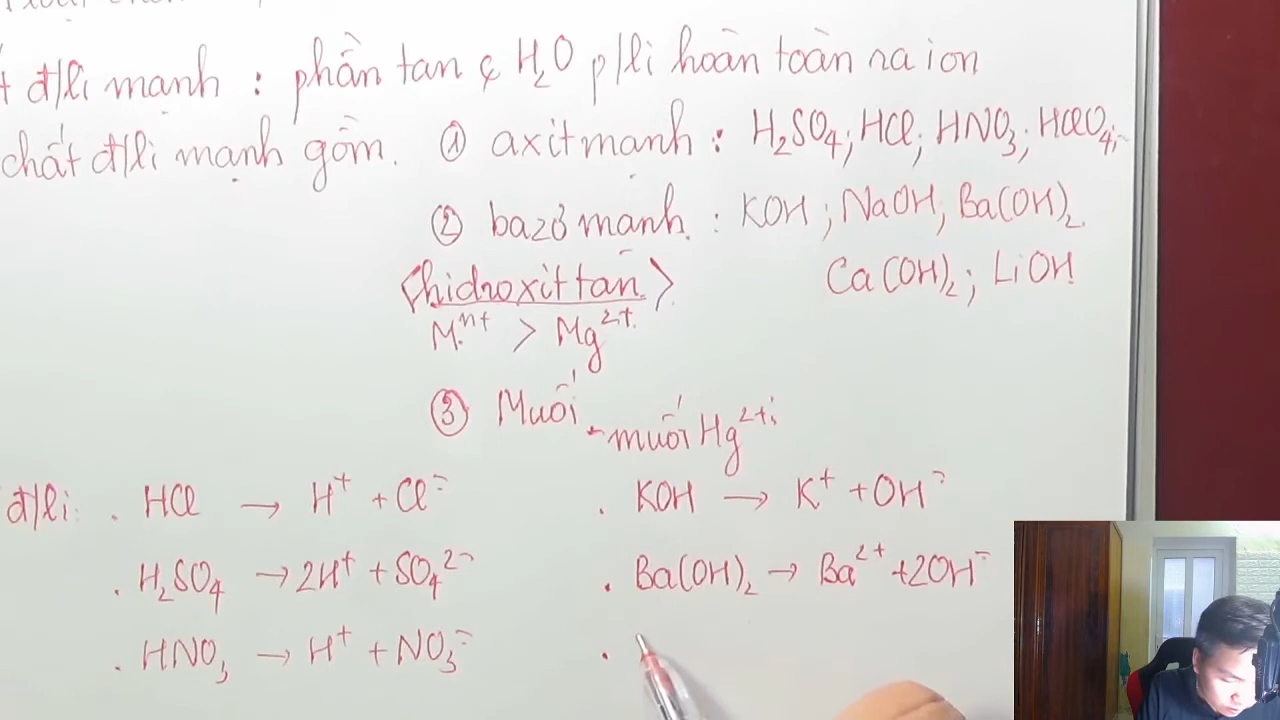 đ/li mạnh : phần tan ç H₂O p/li hoàn toàn ra ion
chất đ/li mạnh gồm. ① axit mạnh : H₂SO₄; HCl; HNO₃; HClO₄;
② bazơ mạnh : KOH ; NaOH; Ba(OH)₂
<hidroxit tan> Ca(OH)₂; LiOH
Mⁿ⁺ > Mg²⁺
③ Muối
- muối Hg²⁺;
đ/li: . HCl → H⁺ + Cl⁻ . KOH → K⁺ + OH⁻
. H₂SO₄ → 2H⁺ + SO₄²⁻ . Ba(OH)₂ → Ba²⁺ + 2OH⁻
. HNO₃ → H⁺ + NO₃⁻ .